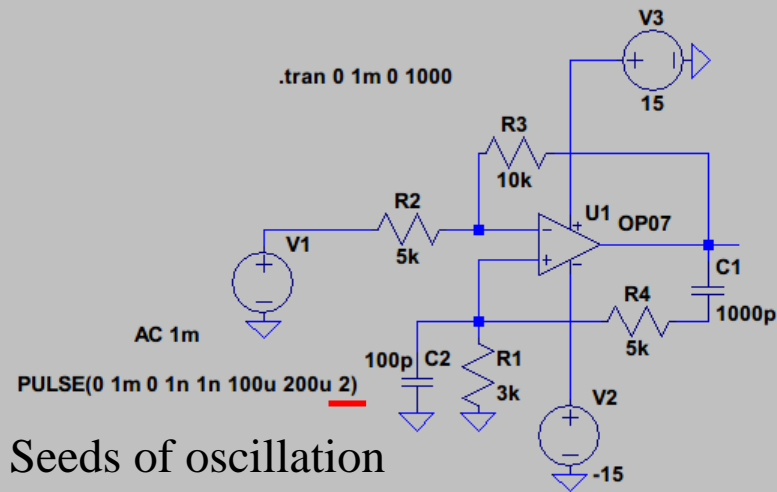 V3
.tran 0 1m 0 1000
15
R3
10k
R2
U1
OP07
V1
5k
C1
R4
1000p
AC 1m
5k
100p C2 R1
PULSE(0 1m 0 1n 1n 100u 200u 2)
3k
V2
Seeds of oscillation
-15